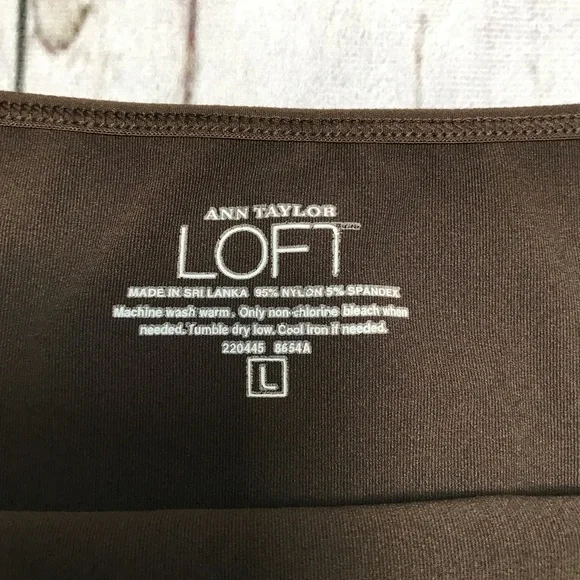 ANN TAYLOR
LOFT
MADE IN SRI LANKA 95% NYLON 5% SPANDEX
Machine wash warm. Only non-chlorine bleach when
needed. Tumble dry low. Cool iron if needed.
220445 8654A
L